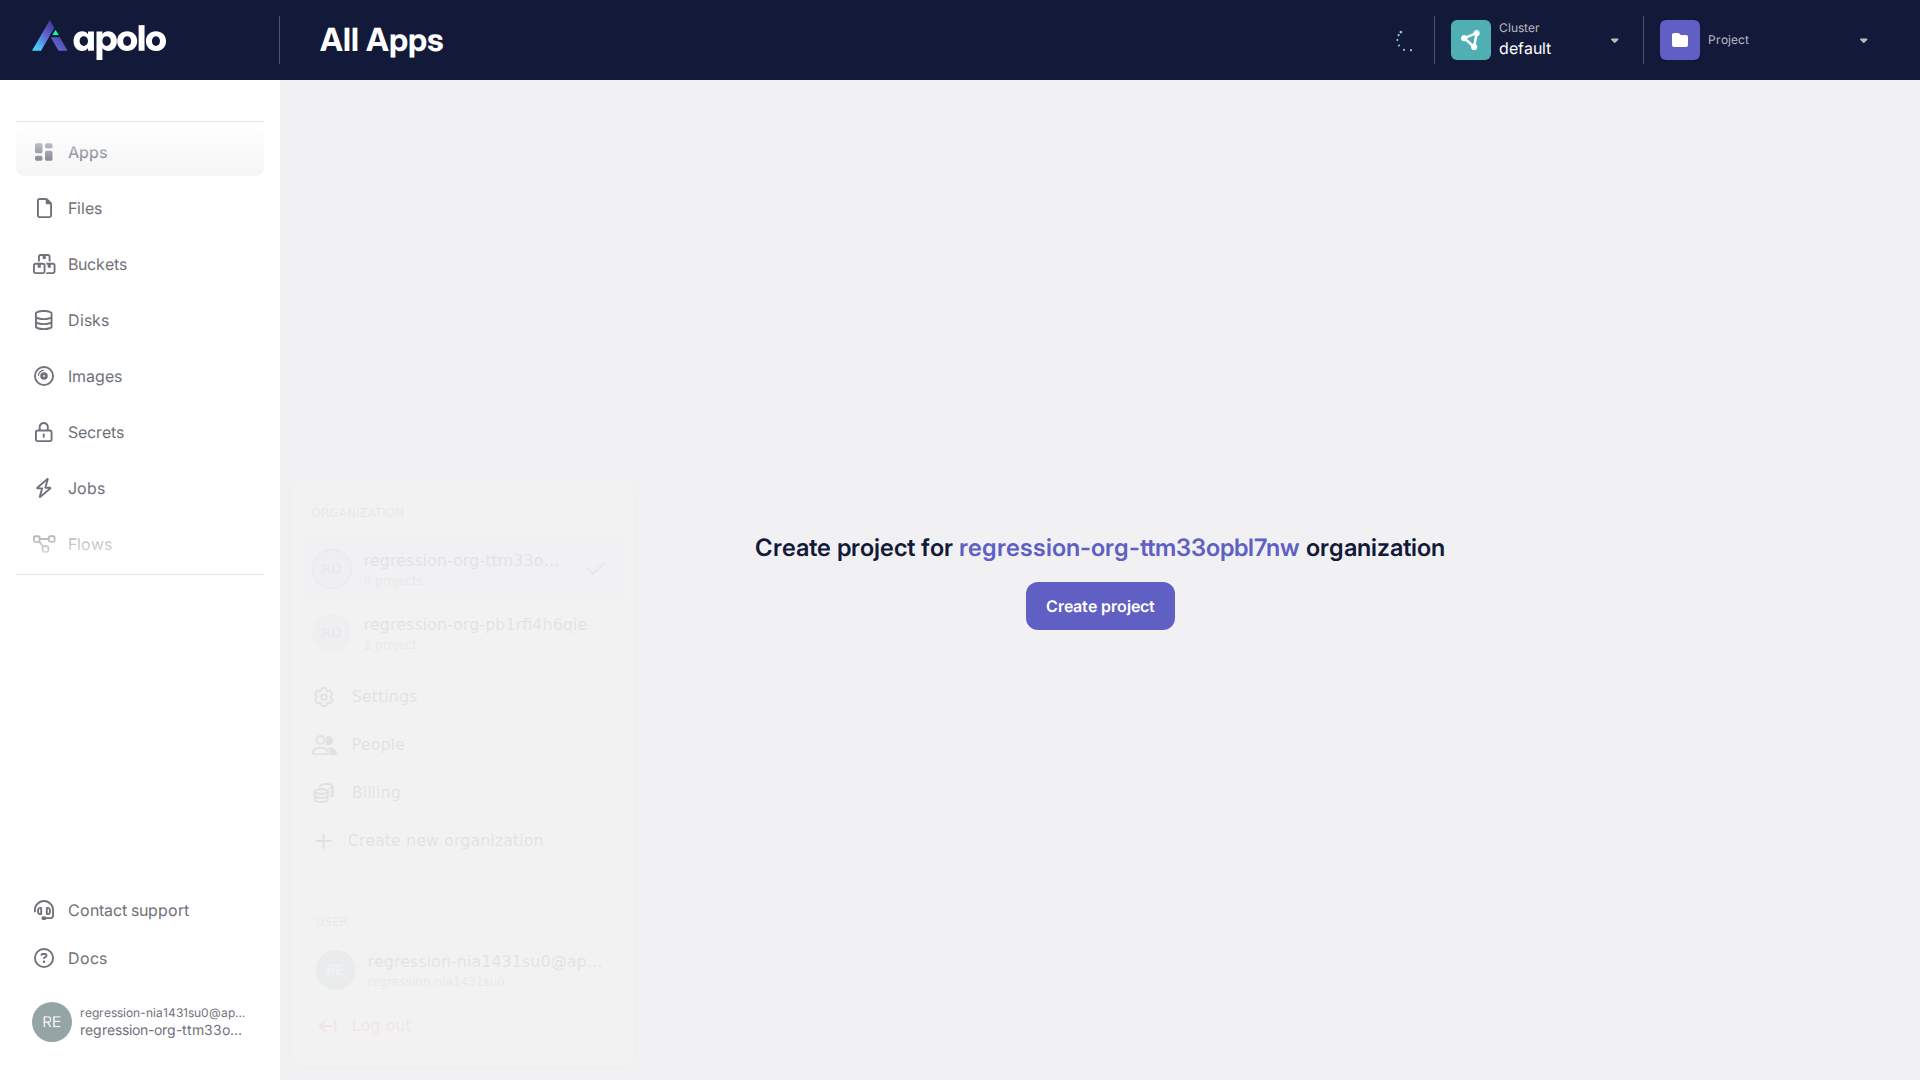 apolo
All Apps
Cluster
default
Project
Apps
Files
Buckets
Disks
Images
Secrets
Jobs
Flows
ORGANIZATION
RO
regression-org-ttm33o...
0 projects
RO
regression-org-pb1rfi4h6qie
1 project
Settings
People
Billing
Create new organization
USER
RE
regression-nia1431su0@ap...
regression-nia1431su0
Log out
Create project for regression-org-ttm33opbl7nw organization
Create project
Contact support
Docs
RE
regression-nia1431su0@ap...
regression-org-ttm33o...